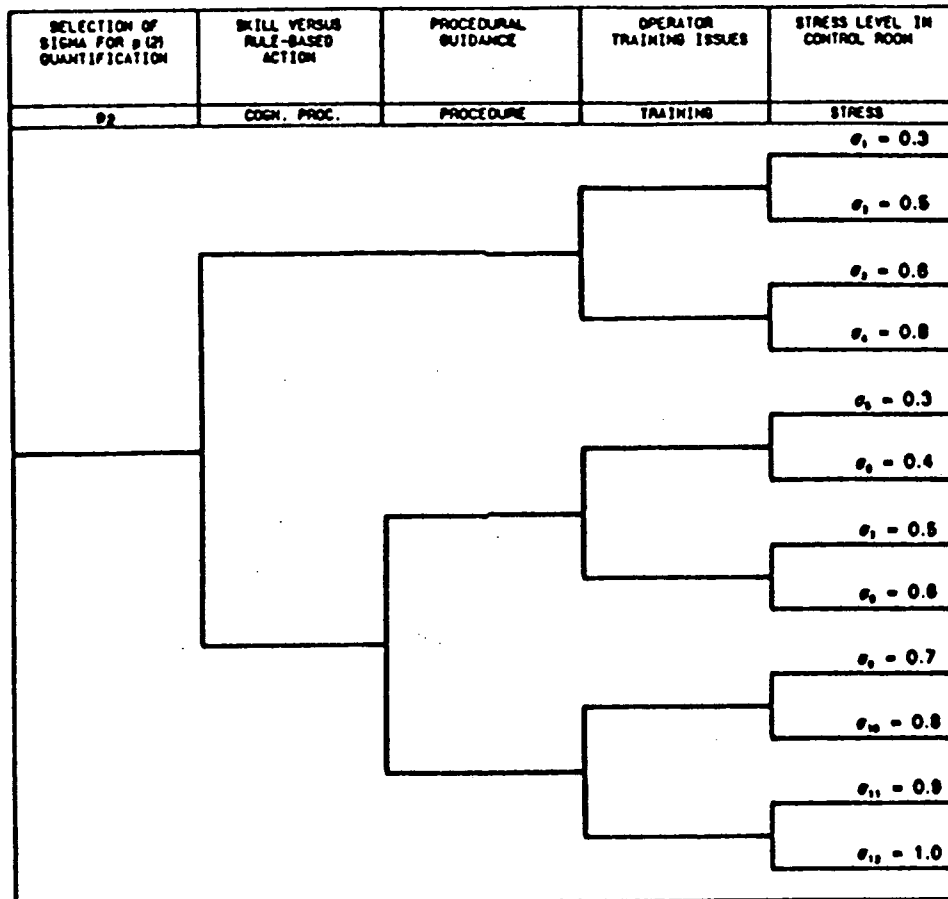 SELECTION OF
SIGMA FOR p(2)
QUANTIFICATION
SKILL VERSUS
RULE-BASED
ACTION
PROCEDURAL
GUIDANCE
OPERATOR
TRAINING ISSUES
STRESS LEVEL IN
CONTROL ROOM
P2
COGN. PROC.
PROCEDURE
TRAINING
STRESS
σ₁ = 0.3
σ₂ = 0.5
σ₃ = 0.6
σ₄ = 0.8
σ₅ = 0.3
σ₆ = 0.4
σ₇ = 0.5
σ₈ = 0.6
σ₉ = 0.7
σ₁₀ = 0.8
σ₁₁ = 0.9
σ₁₂ = 1.0